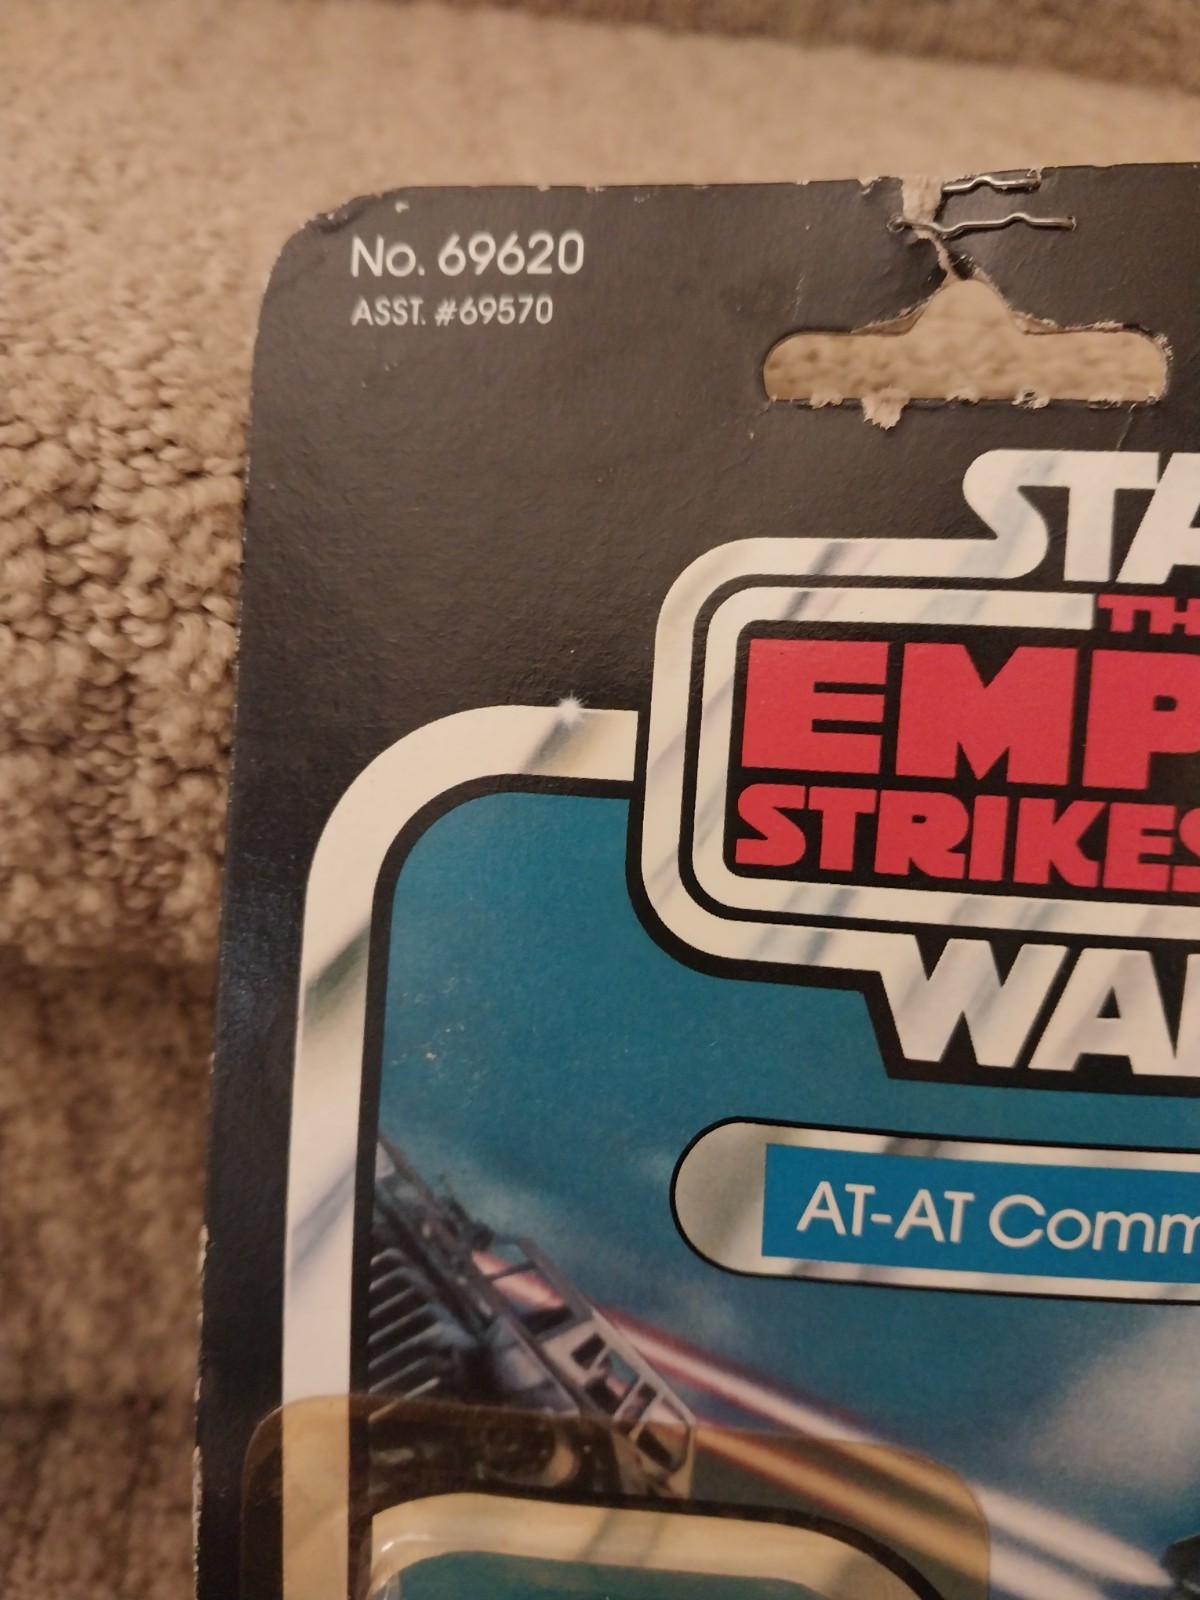 No. 69620
ASST. #69570
STA
TH
EMP
STRIKES
WAR
AT-AT Comm